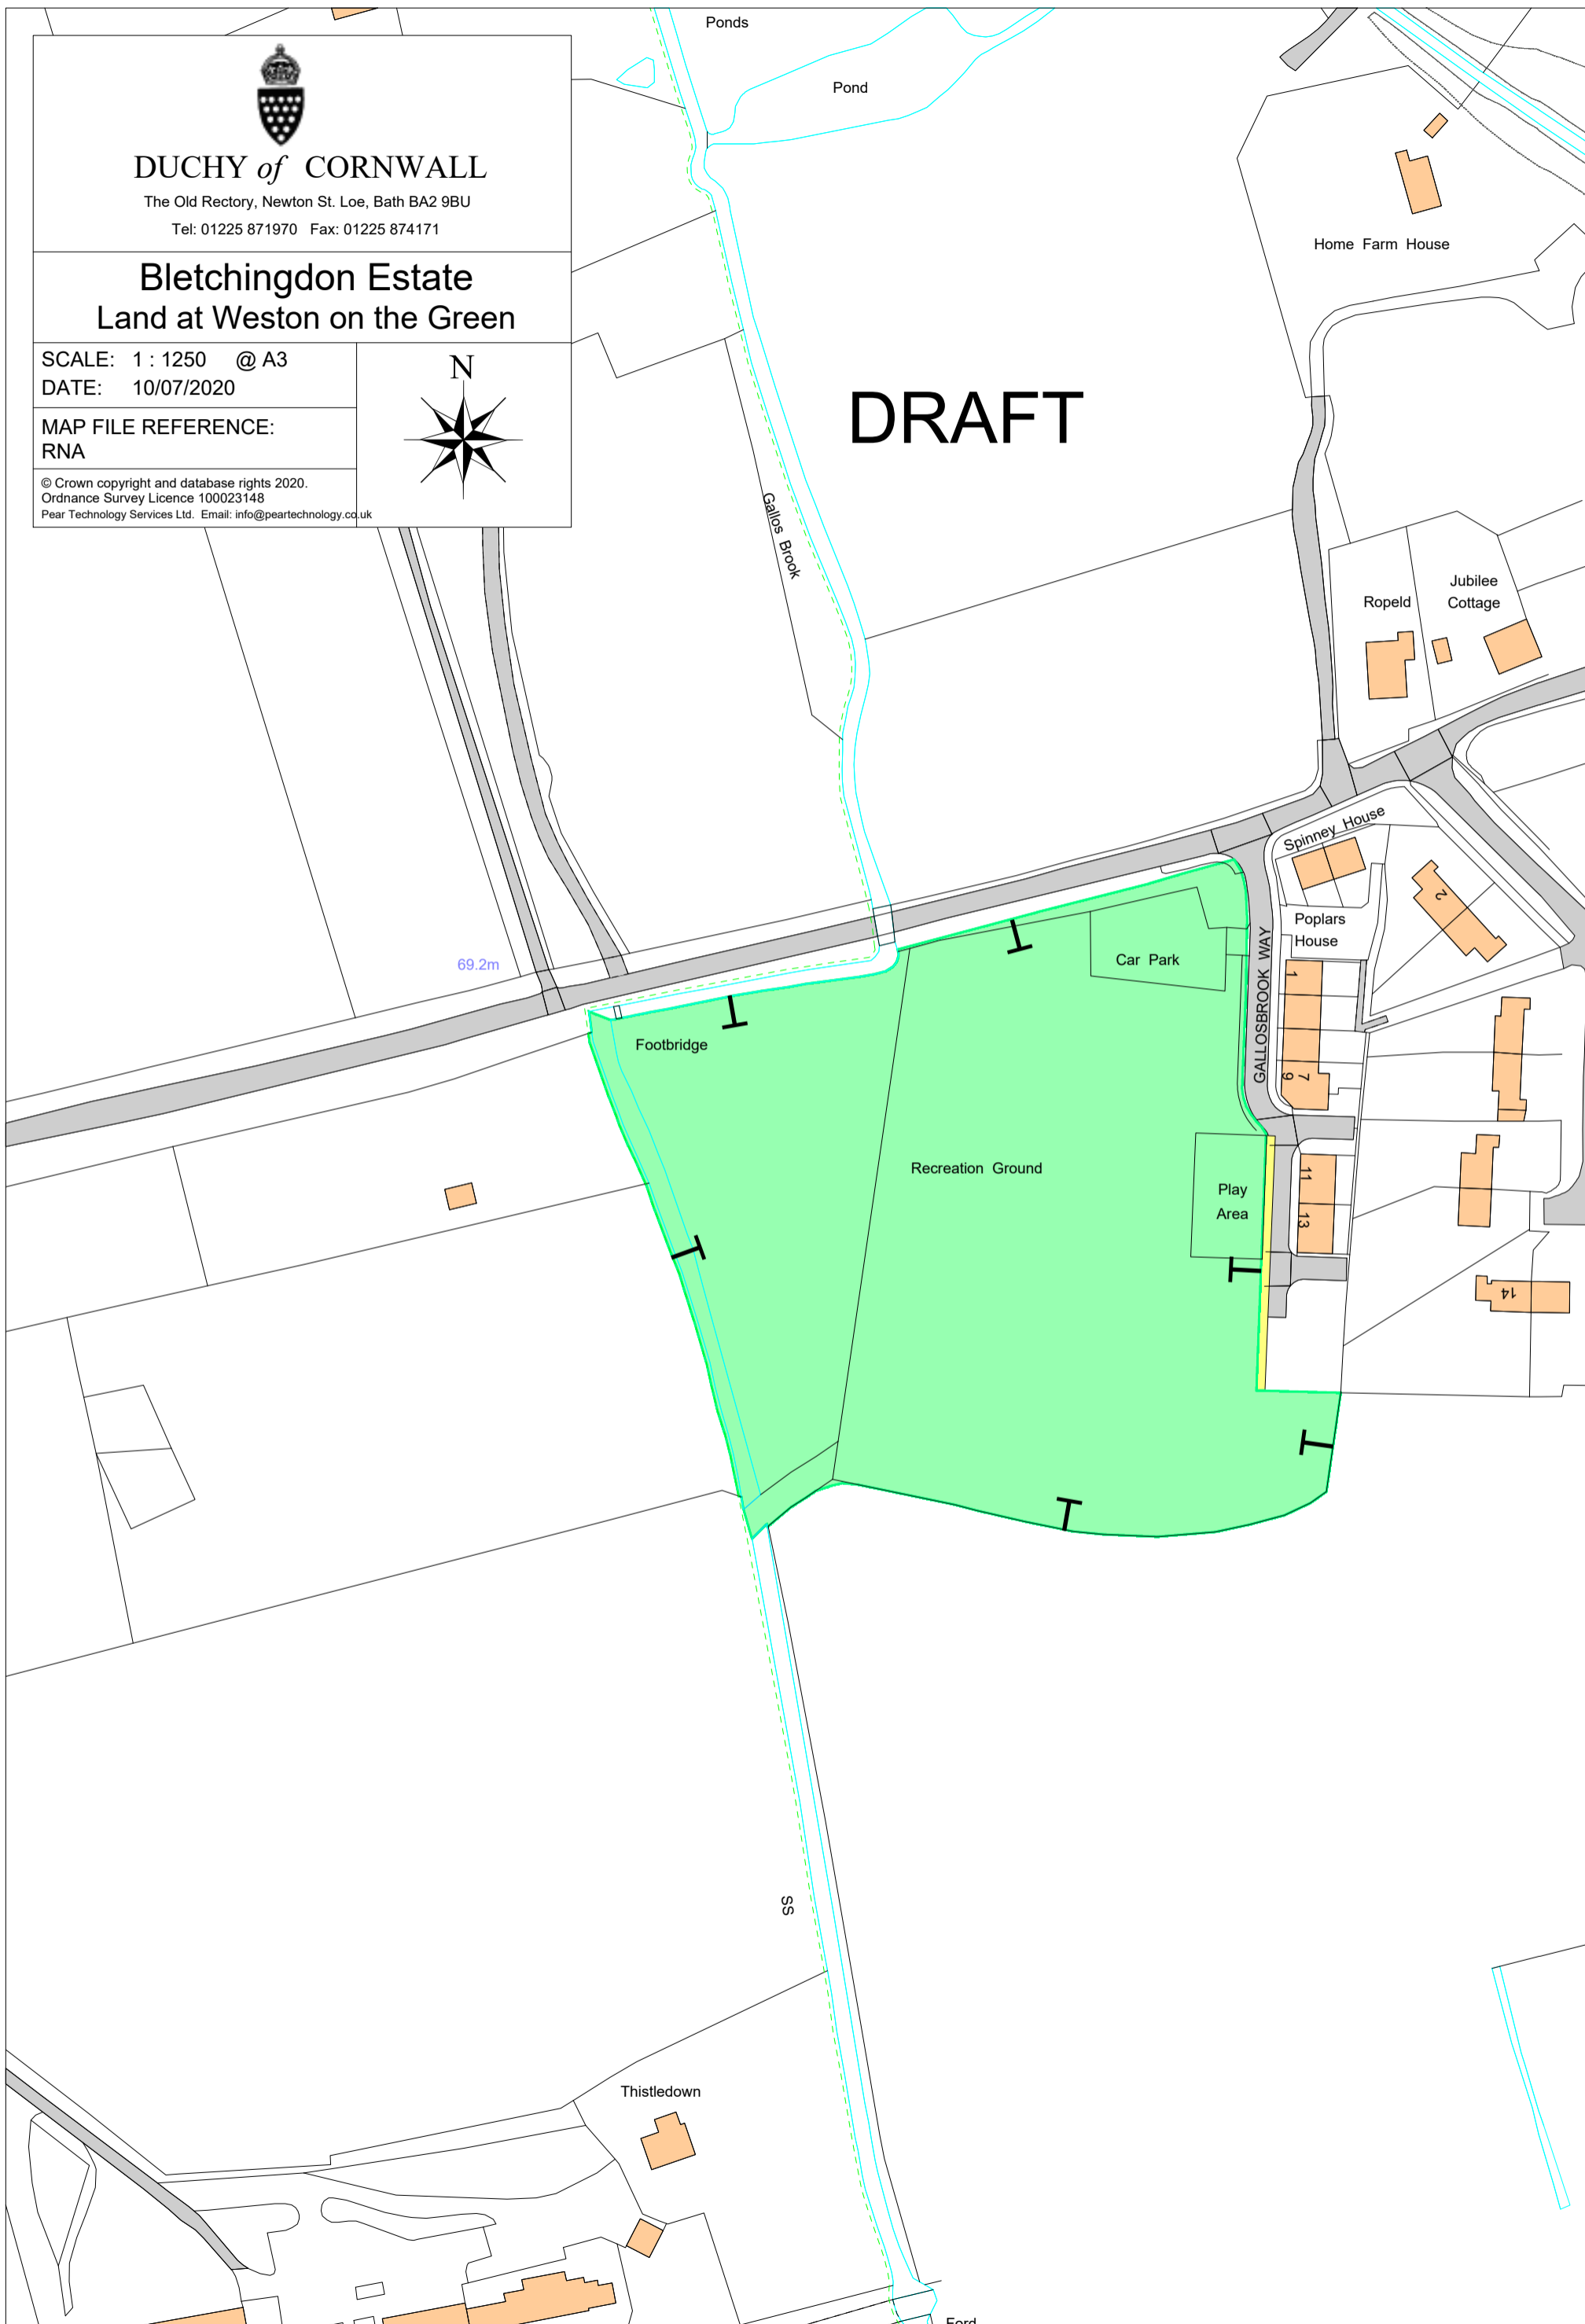 DUCHY of CORNWALL
The Old Rectory, Newton St. Loe, Bath BA2 9BU
Tel: 01225 871970 Fax: 01225 874171
Bletchingdon Estate
Land at Weston on the Green
SCALE: 1 : 1250 @ A3
DATE: 10/07/2020
MAP FILE REFERENCE:
RNA
© Crown copyright and database rights 2020.
Ordnance Survey Licence 100023148
Pear Technology Services Ltd. Email: info@peartechnology.co.uk
N
Ponds
Pond
Home Farm House
DRAFT
Gallos Brook
Ropeld
Jubilee
Cottage
Spinney House
2
Poplars
House
Car Park
GALLOSBROOK WAY
69.2m
1
Footbridge
7
9
Recreation Ground
Play
Area
11
13
14
SS
Thistledown
Ford